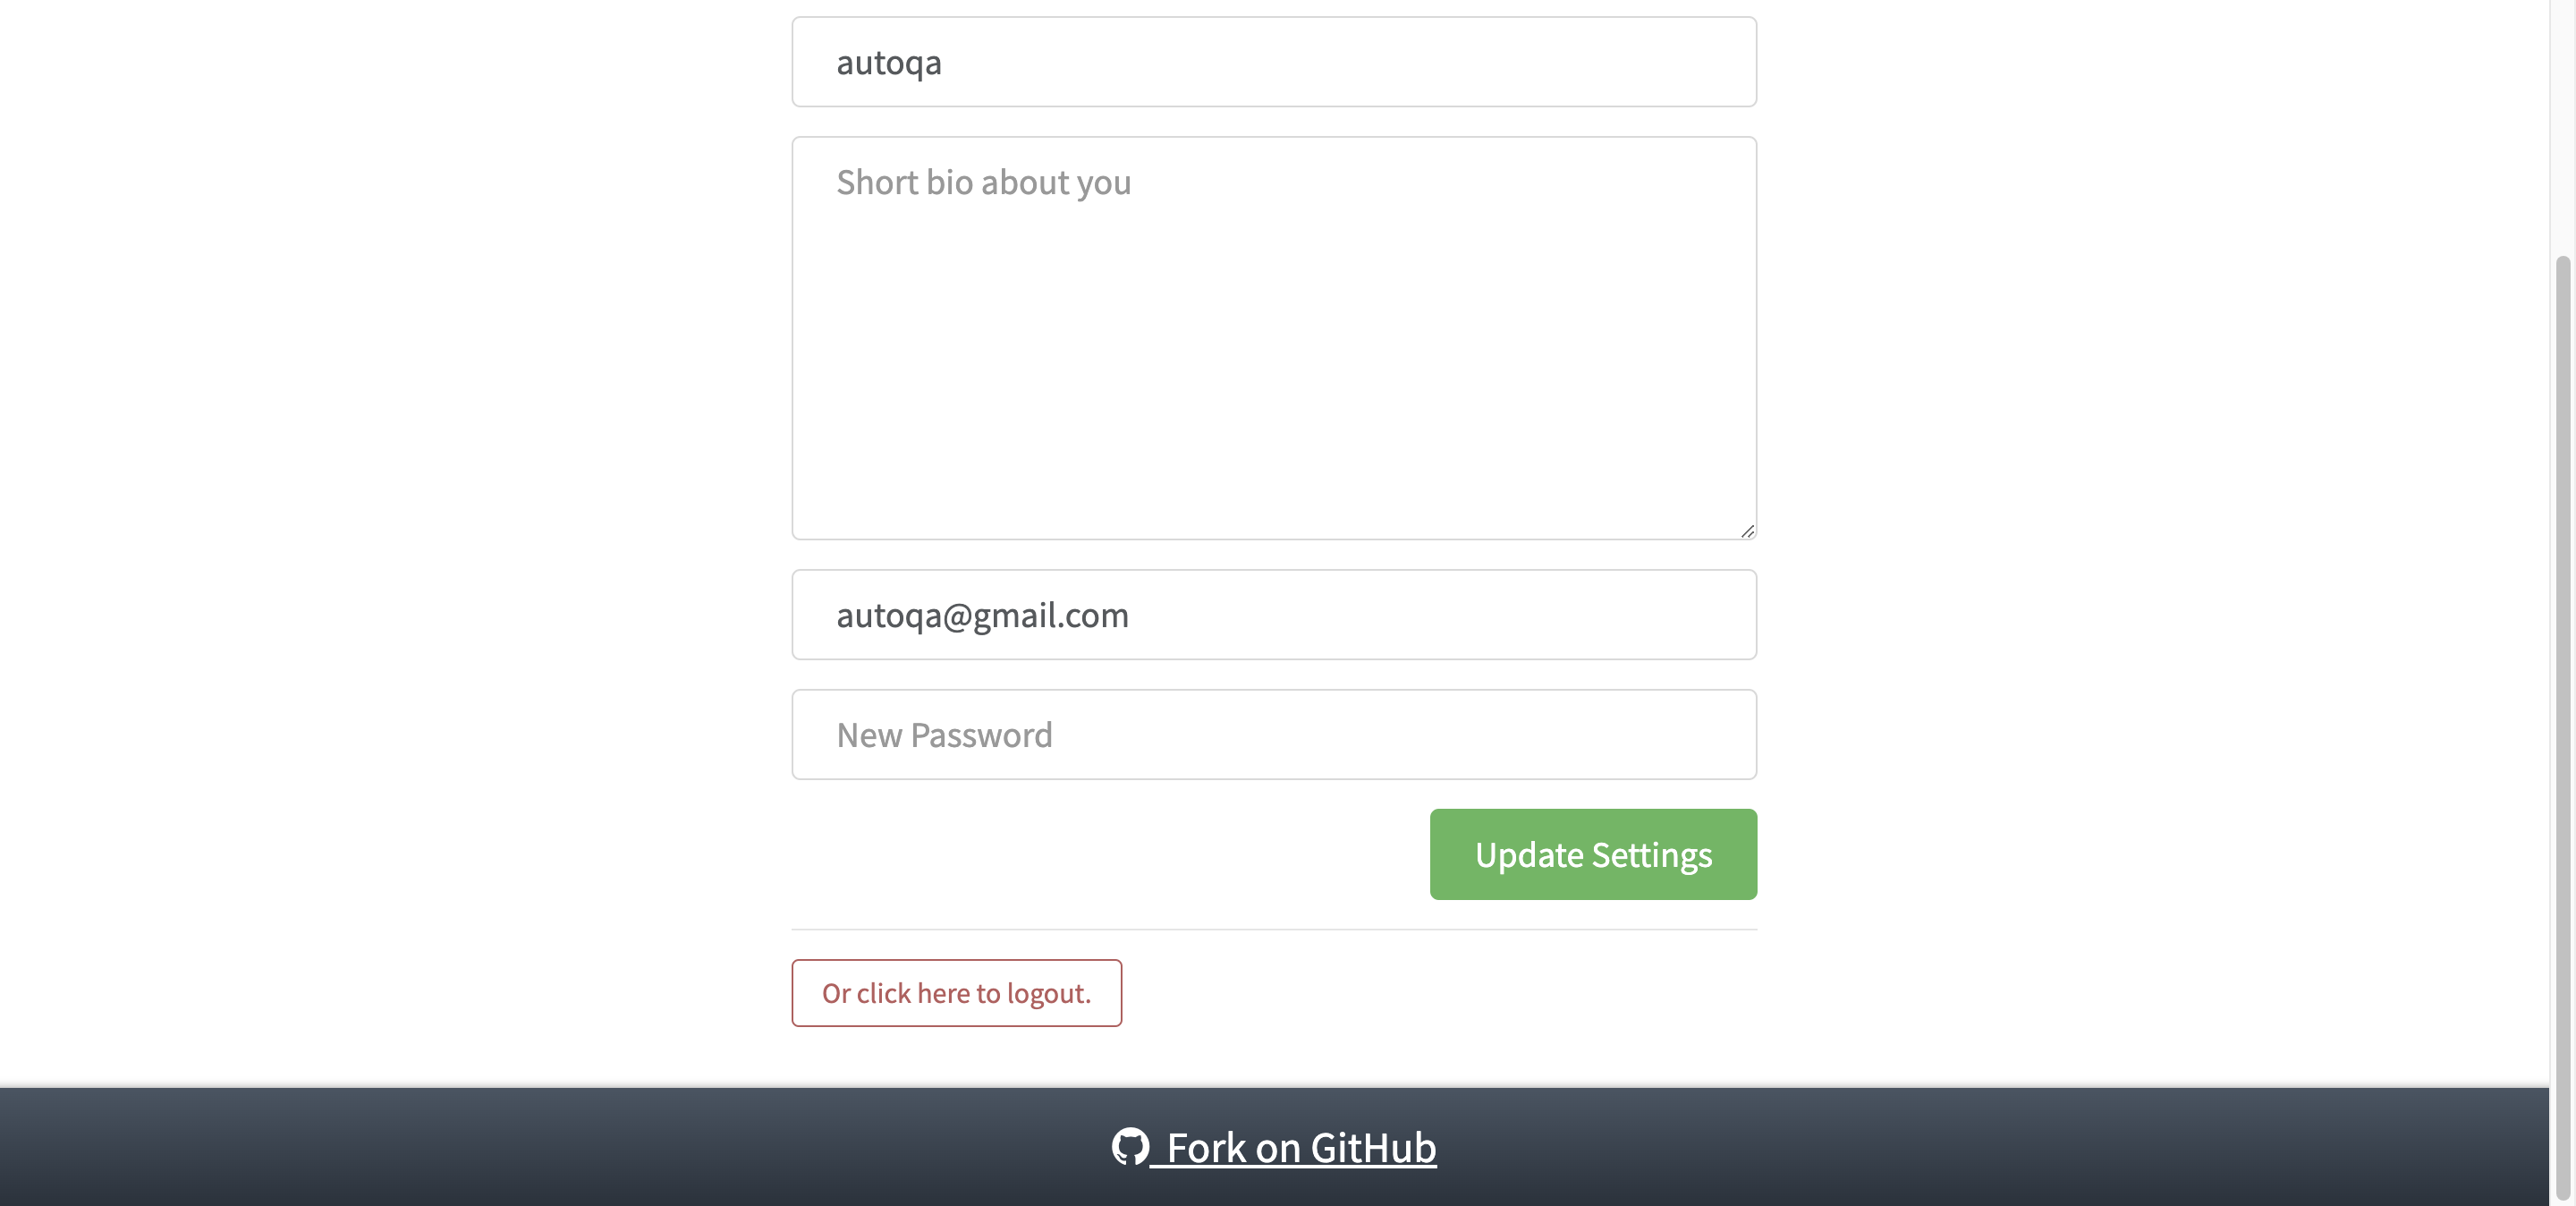 autoqa
Short bio about you
autoqa@gmail.com
New Password
Update Settings
Or click here to logout.
Fork on GitHub